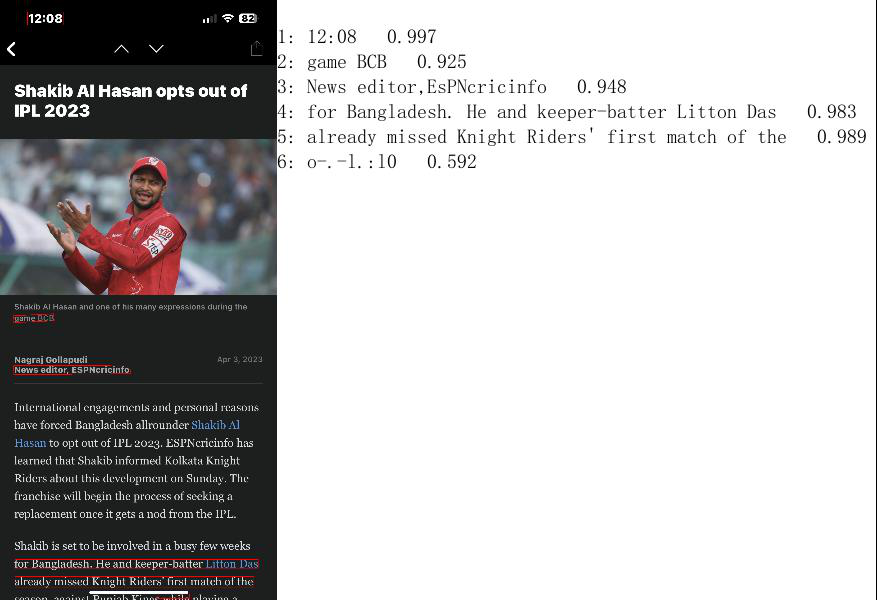 12:08
82
Shakib Al Hasan opts out of
IPL 2023
Shakib Al Hasan and one of his many expressions during the
game BCB
Nagraj Gollapudi
Apr 3, 2023
News editor, ESPNcricinfo
International engagements and personal reasons
have forced Bangladesh allrounder Shakib Al
Hasan to opt out of IPL 2023. ESPNcricinfo has
learned that Shakib informed Kolkata Knight
Riders about this development on Sunday. The
franchise will begin the process of seeking a
replacement once it gets a nod from the IPL.
Shakib is set to be involved in a busy few weeks
for Bangladesh. He and keeper-batter Litton Das
already missed Knight Riders' first match of the
season, against Punjab Kings while playing a
1: 12:08 0.997
2: game BCB 0.925
3: News editor,EsPNcricinfo 0.948
4: for Bangladesh. He and keeper-batter Litton Das 0.983
5: already missed Knight Riders' first match of the 0.989
6: o-.-l.:10 0.592